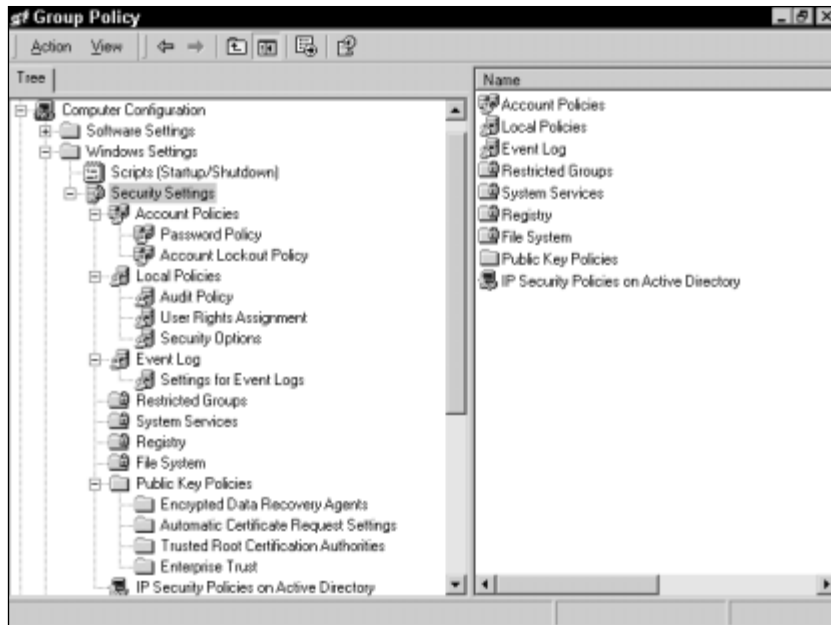 Group Policy
Action View
Tree
Computer Configuration
Software Settings
Windows Settings
Scripts (Startup/Shutdown)
Security Settings
Account Policies
Password Policy
Account Lockout Policy
Local Policies
Audit Policy
User Rights Assignment
Security Options
Event Log
Settings for Event Logs
Restricted Groups
System Services
Registry
File System
Public Key Policies
Encrypted Data Recovery Agents
Automatic Certificate Request Settings
Trusted Root Certification Authorities
Enterprise Trust
IP Security Policies on Active Directory
Name
Account Policies
Local Policies
Event Log
Restricted Groups
System Services
Registry
File System
Public Key Policies
IP Security Policies on Active Directory